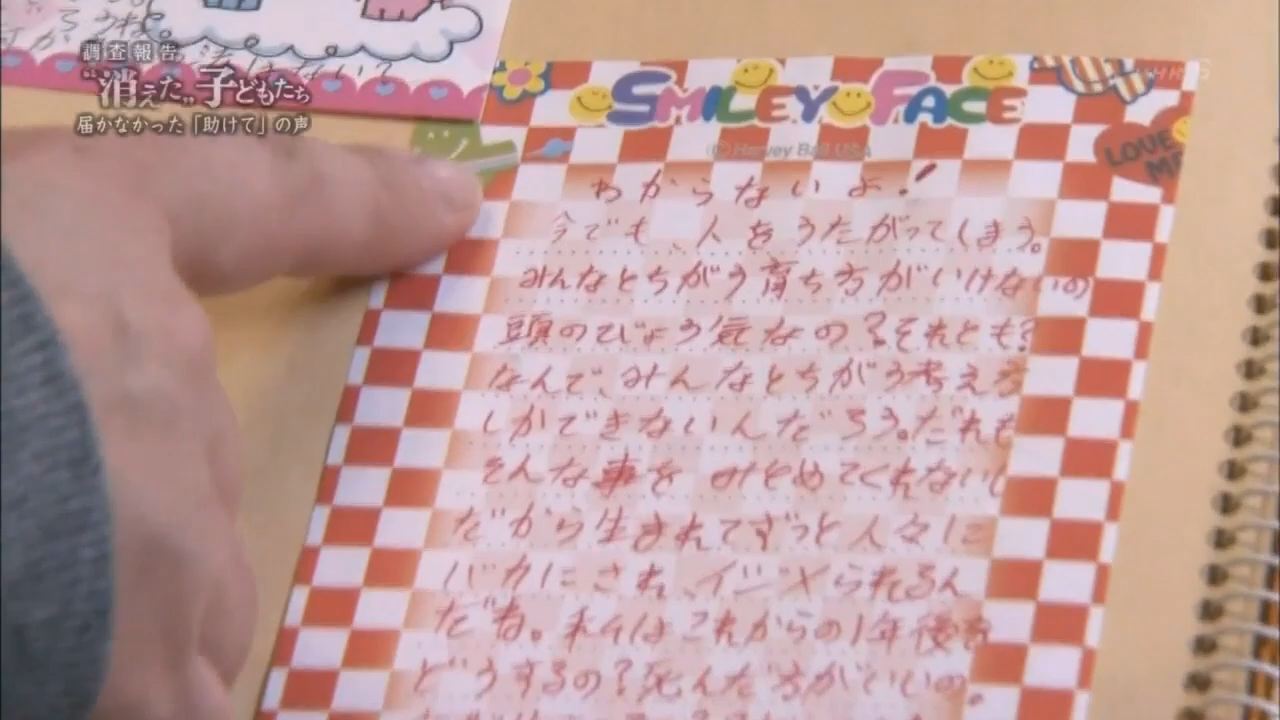 調査報告
"消えた"子どもたち
届かなかった「助けて」の声
SMILEY FACE
© Harvey Ball USA
LOVE
ME
わからないよ!
今でも、人をうたがってしまう。
みんなとちがう育ち方がいけないの
頭のびょう気なの?それとも?
なんで、みんなとちがう考え方
しかできないんだろう。だれも
そんな事をみとめてくれないし
だから生まれてずっと人々に
バカにされ、イジメられるん
だね。私はこれからの1年後を
どうするの?死んだ方がいいの。